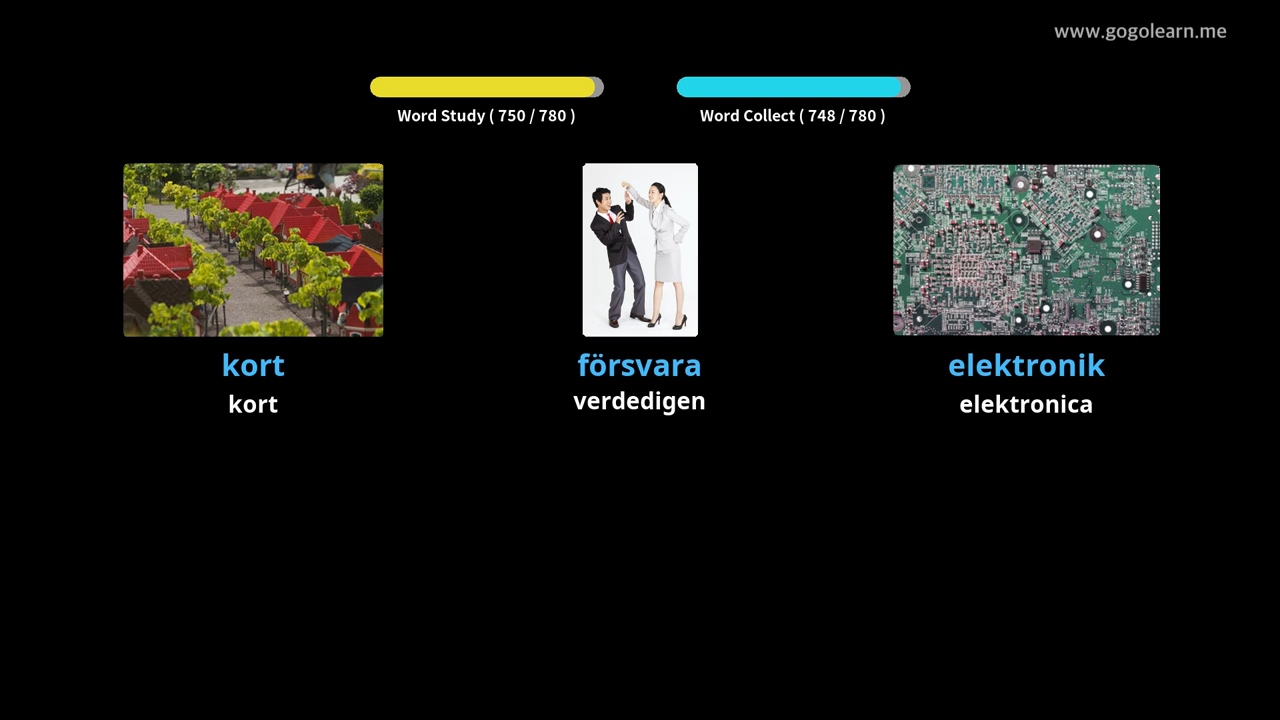 www.gogolearn.me
Word Study ( 750 / 780 )
Word Collect ( 748 / 780 )
kort
kort
försvara
verdedigen
elektronik
elektronica